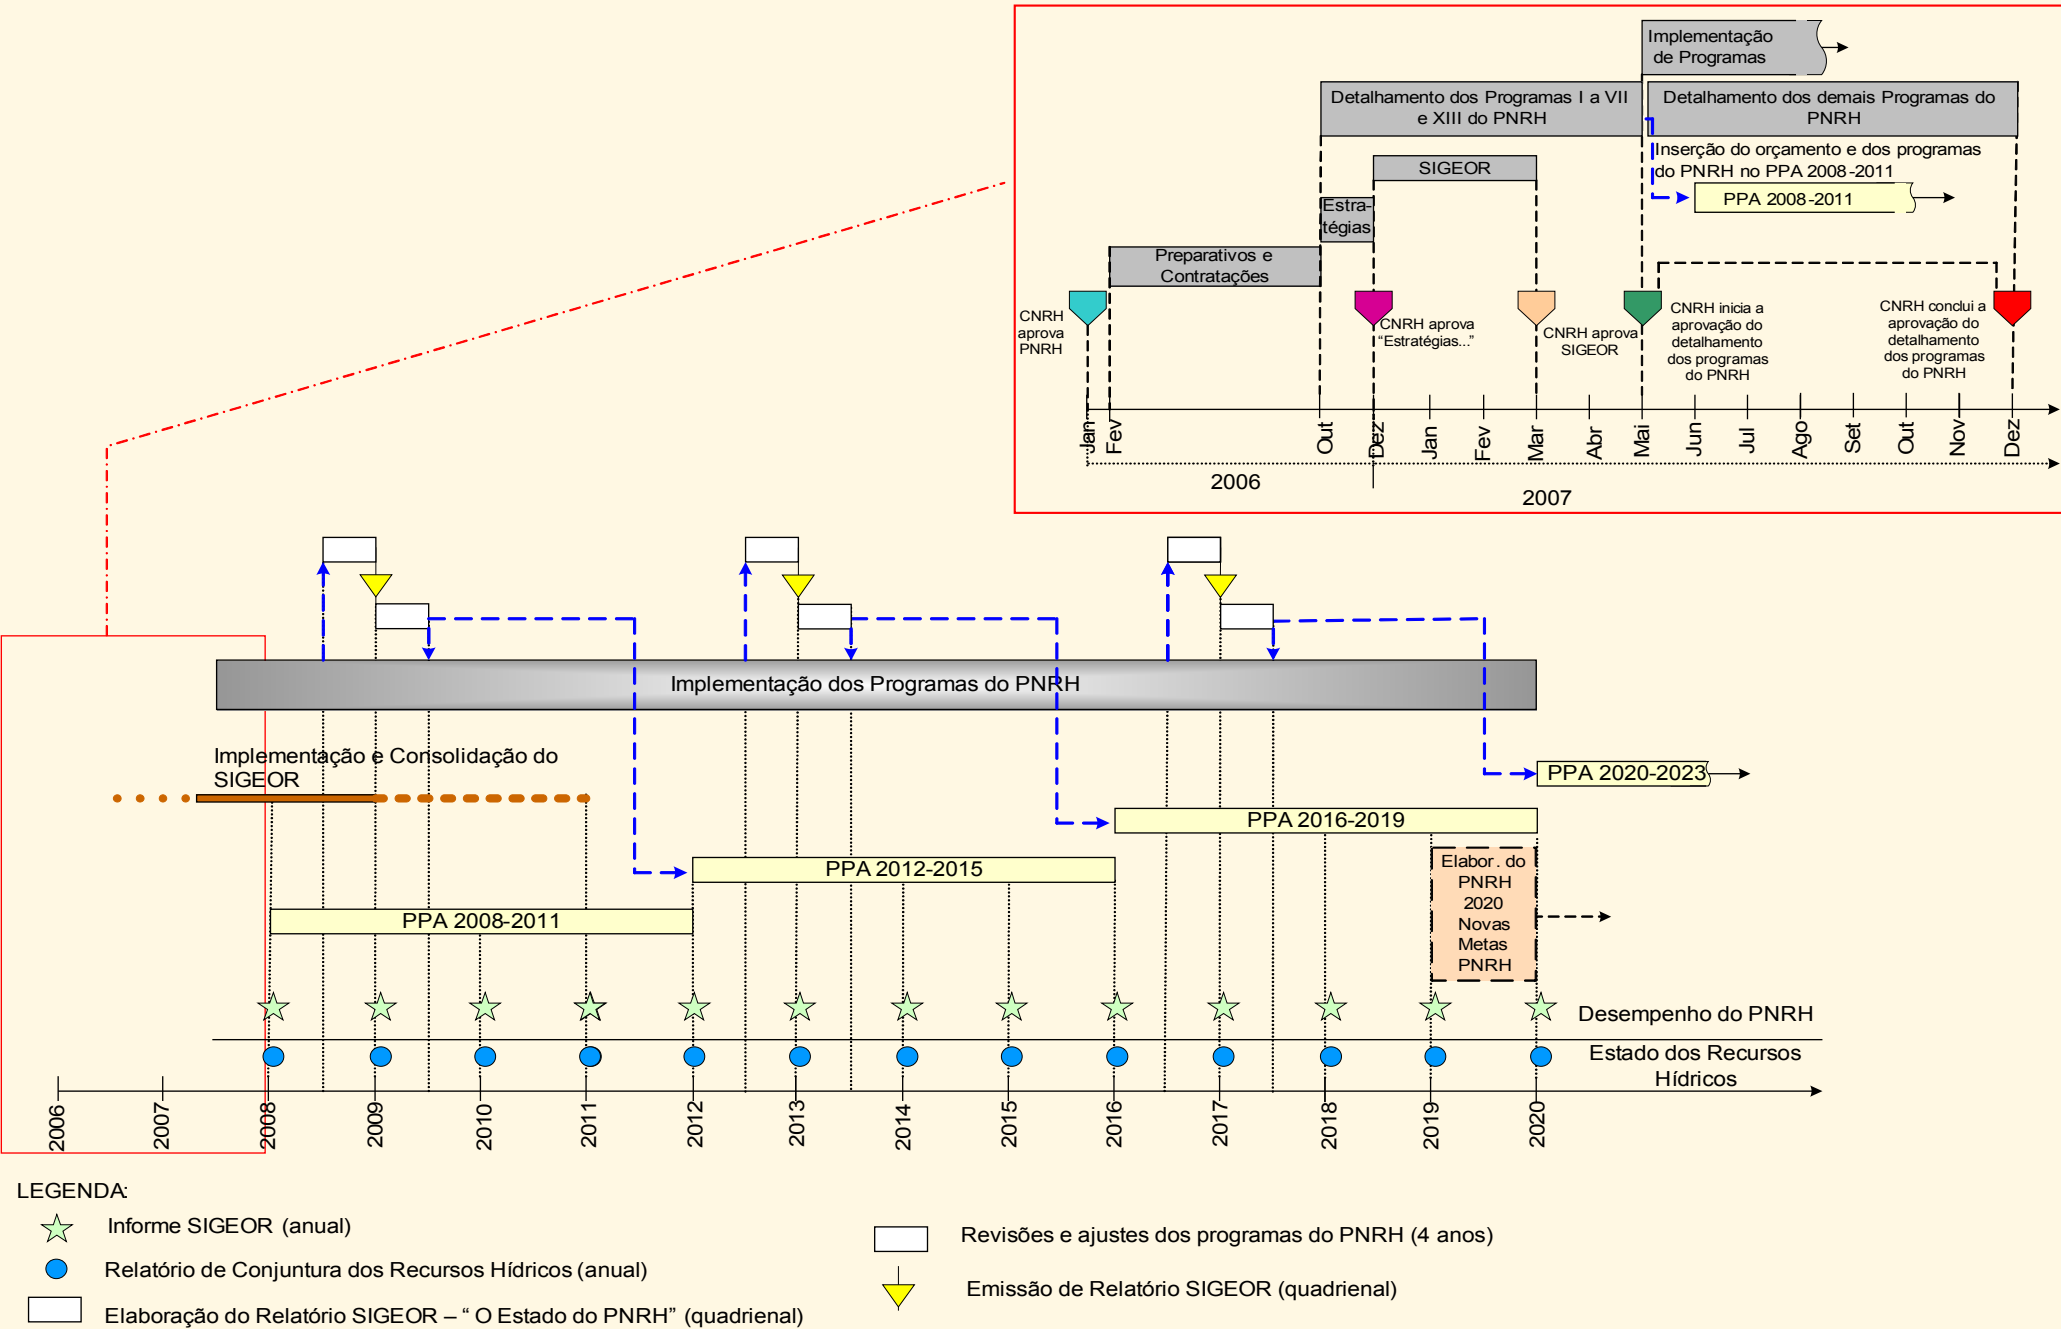 Implementação
de Programas
Detalhamento dos Programas I a VII
e XIII do PNRH
Detalhamento dos demais Programas do
PNRH
Inserção do orçamento e dos programas
do PNRH no PPA 2008-2011
SIGEOR
PPA 2008-2011
Estra-
tégias
Preparativos e
Contratações
CNRH
aprova
PNRH
CNRH aprova
“Estratégias...”
CNRH aprova
SIGEOR
CNRH inicia a
aprovação do
detalhamento
dos programas
do PNRH
CNRH conclui a
aprovação do
detalhamento
dos programas
do PNRH
Jan
Fev
Out
Dez
Jan
Fev
Mar
Abr
Mai
Jun
Jul
Ago
Set
Out
Nov
Dez
2006
2007
Implementação dos Programas do PNRH
Implementação e Consolidação do
SIGEOR
PPA 2020-2023
PPA 2016-2019
PPA 2012-2015
PPA 2008-2011
Elabor. do
PNRH
2020
Novas
Metas
PNRH
Desempenho do PNRH
Estado dos Recursos
Hídricos
2006
2007
2008
2009
2010
2011
2012
2013
2014
2015
2016
2017
2018
2019
2020
LEGENDA:
Informe SIGEOR (anual)
Relatório de Conjuntura dos Recursos Hídricos (anual)
Elaboração do Relatório SIGEOR – “ O Estado do PNRH” (quadrienal)
Revisões e ajustes dos programas do PNRH (4 anos)
Emissão de Relatório SIGEOR (quadrienal)